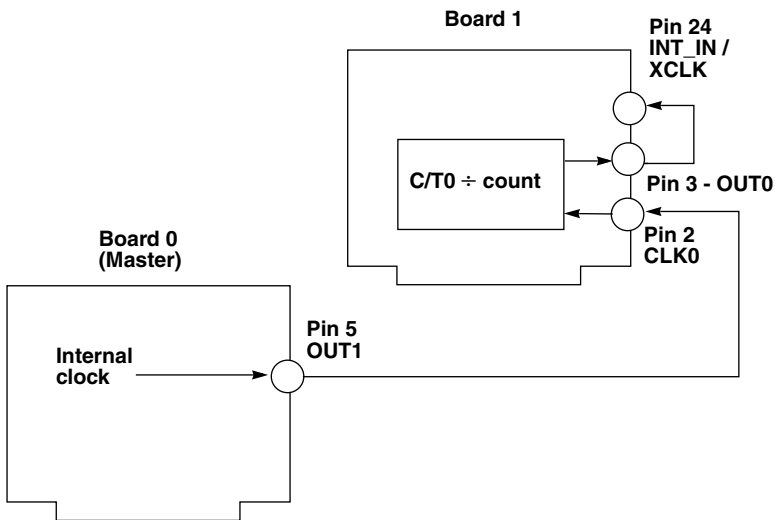 Board 1
Pin 24
INT_IN /
XCLK
C/T0 ÷ count
Pin 3 - OUT0
Pin 2
CLK0
Board 0
(Master)
Pin 5
OUT1
Internal
clock